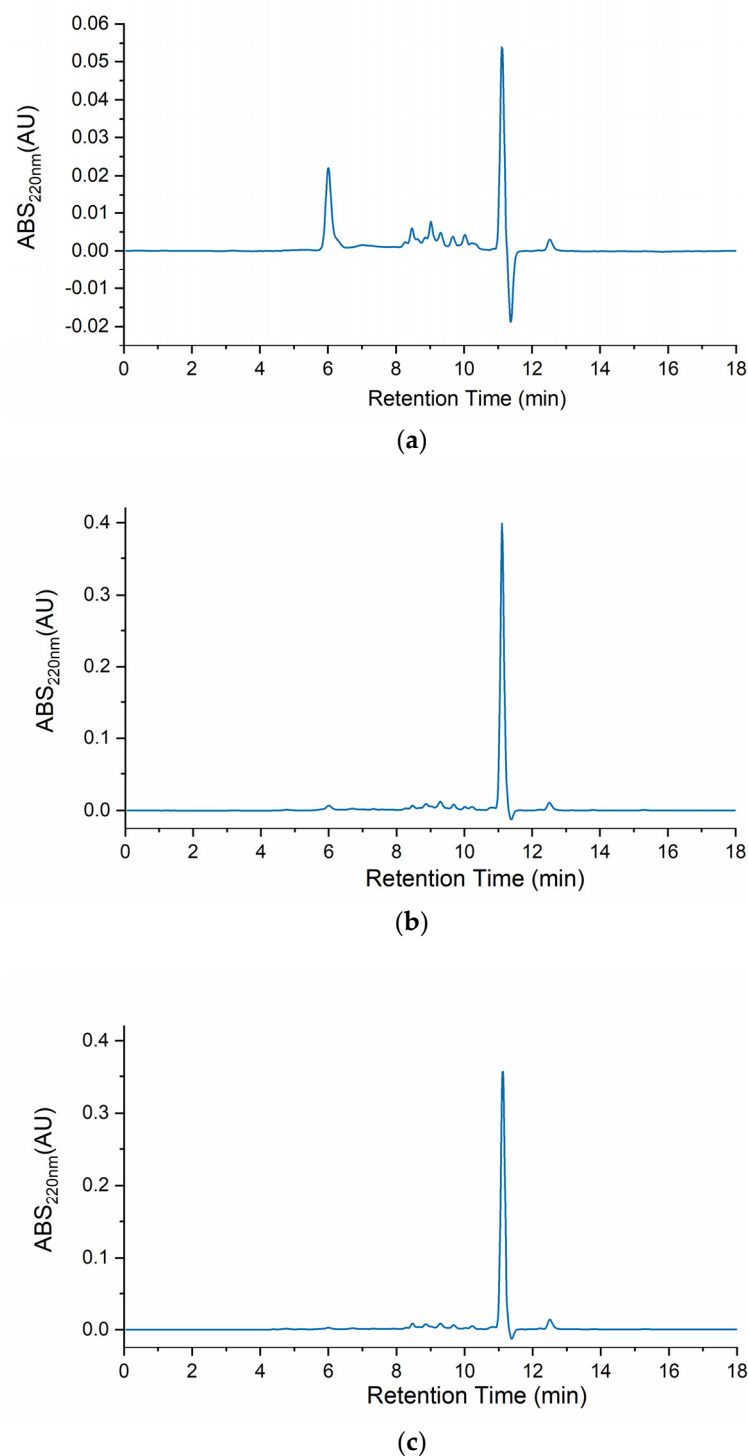 0.06
0.05
0.04
0.03
0.02
0.01
0.00
-0.01
-0.02
ABS220nm(AU)
0 2 4 6 8 10 12 14 16 18
Retention Time (min)
(a)
0.4
0.3
0.2
0.1
0.0
ABS220nm(AU)
0 2 4 6 8 10 12 14 16 18
Retention Time (min)
(b)
0.4
0.3
0.2
0.1
0.0
ABS220nm(AU)
0 2 4 6 8 10 12 14 16 18
Retention Time (min)
(c)